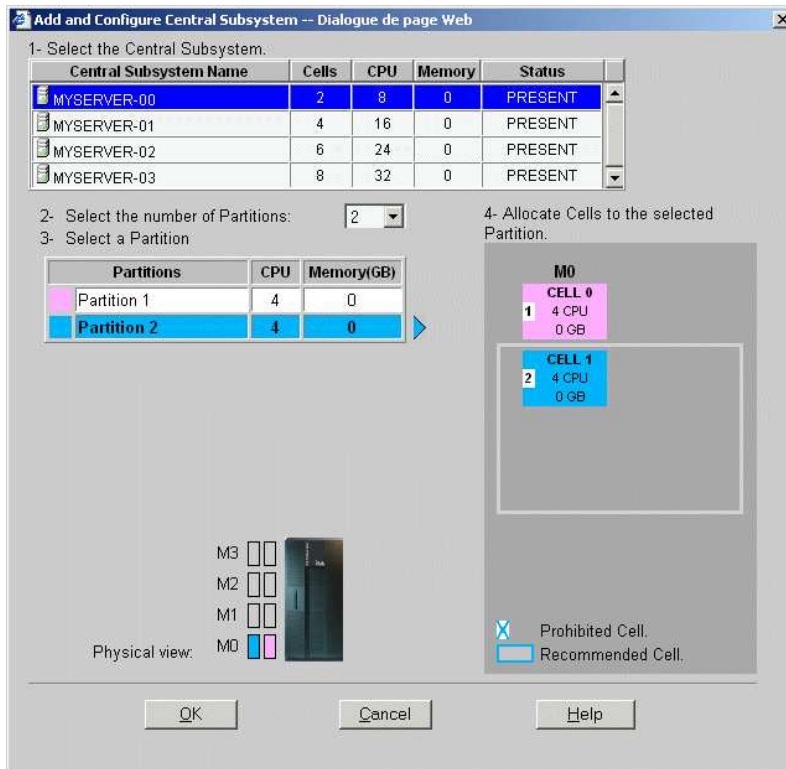 Add and Configure Central Subsystem -- Dialogue de page Web
1- Select the Central Subsystem.
Central Subsystem Name Cells CPU Memory Status
MYSERVER-00 2 8 0 PRESENT
MYSERVER-01 4 16 0 PRESENT
MYSERVER-02 6 24 0 PRESENT
MYSERVER-03 8 32 0 PRESENT
2- Select the number of Partitions: 2
3- Select a Partition
Partitions CPU Memory(GB)
Partition 1 4 0
Partition 2 4 0
4- Allocate Cells to the selected
Partition.
M0
CELL 0
1 4 CPU
0 GB
CELL 1
2 4 CPU
0 GB
Prohibited Cell.
Recommended Cell.
M3
M2
M1
Physical view: M0
OK Cancel Help